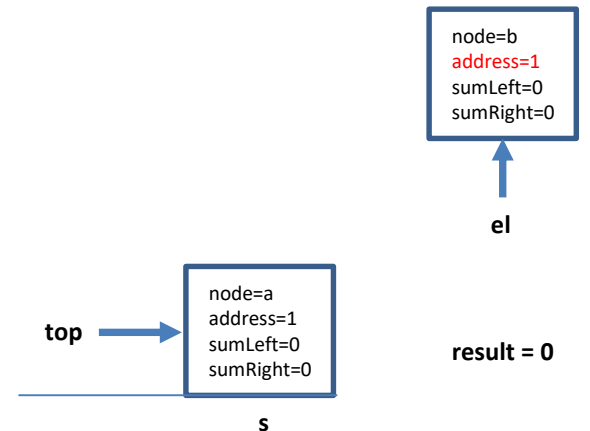 node=b
address=1
sumLeft=0
sumRight=0
el
node=a
address=1
sumLeft=0
sumRight=0
top
result = 0
s